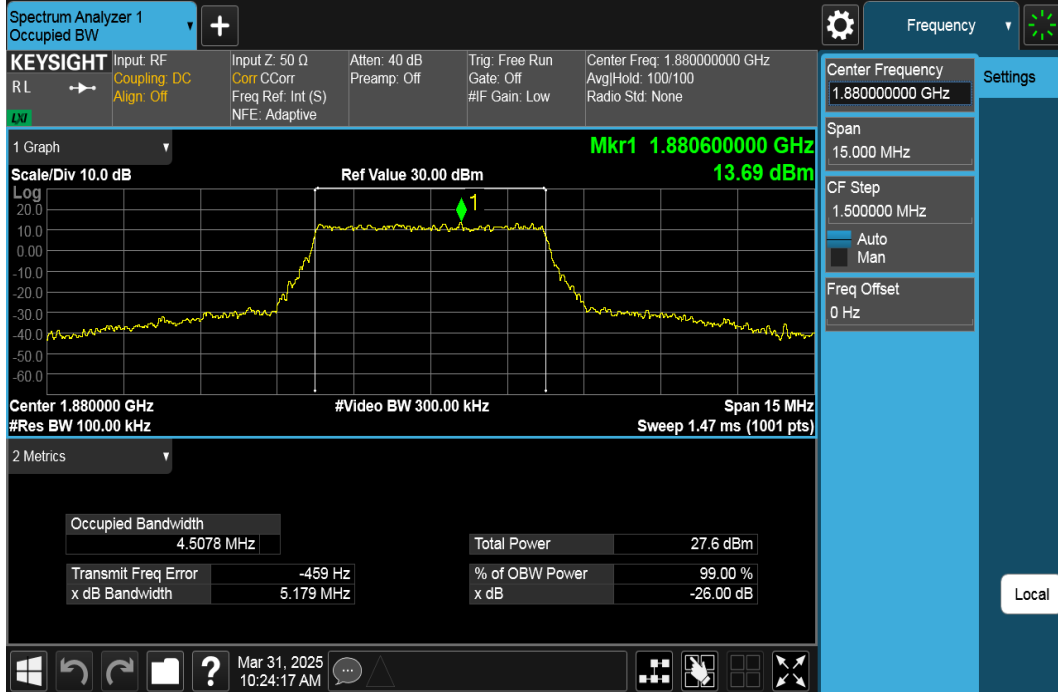 Spectrum Analyzer 1
Occupied BW
+
Frequency
KEYSIGHT
RL
LXI
Input: RF
Coupling: DC
Align: Off
Input Z: 50 Ω
Corr CCorr
Freq Ref: Int (S)
NFE: Adaptive
Atten: 40 dB
Preamp: Off
Trig: Free Run
Gate: Off
#IF Gain: Low
Center Freq: 1.880000000 GHz
Avg|Hold: 100/100
Radio Std: None
Center Frequency
1.880000000 GHz
Settings
Span
15.000 MHz
CF Step
1.500000 MHz
Auto
Man
Freq Offset
0 Hz
Local
1 Graph
Scale/Div 10.0 dB
Ref Value 30.00 dBm
Mkr1 1.880600000 GHz
13.69 dBm
Log
1
20.0
10.0
0.00
-10.0
-20.0
-30.0
-40.0
-50.0
-60.0
Center 1.880000 GHz
#Video BW 300.00 kHz
Span 15 MHz
#Res BW 100.00 kHz
Sweep 1.47 ms (1001 pts)
2 Metrics
Occupied Bandwidth
4.5078 MHz
Total Power 27.6 dBm
Transmit Freq Error -459 Hz
% of OBW Power 99.00 %
x dB Bandwidth 5.179 MHz
x dB -26.00 dB
?
Mar 31, 2025
10:24:17 AM